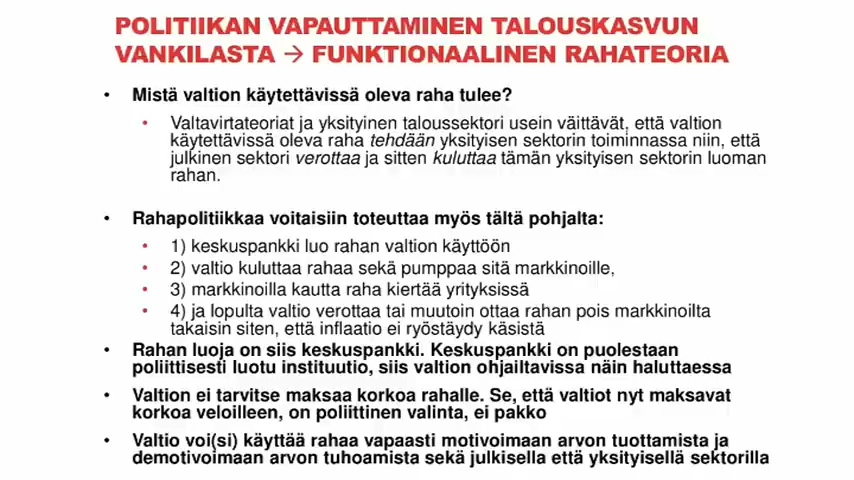 POLITIIKAN VAPAUTTAMINEN TALOUSKASVUN
VANKILASTA → FUNKTIONAALINEN RAHATEORIA
• Mistä valtion käytettävissä oleva raha tulee?
• Valtavirtateoriat ja yksityinen taloussektori usein väittävät, että valtion
käytettävissä oleva raha tehdään yksityisen sektorin toiminnassa niin, että
julkinen sektori verottaa ja sitten kuluttaa tämän yksityisen sektorin luoman
rahan.
• Rahapolitiikkaa voitaisiin toteuttaa myös tältä pohjalta:
• 1) keskuspankki luo rahan valtion käyttöön
• 2) valtio kuluttaa rahaa sekä pumppaa sitä markkinoille,
• 3) markkinoilla kautta raha kiertää yrityksissä
• 4) ja lopulta valtio verottaa tai muutoin ottaa rahan pois markkinoilta
takaisin siten, että inflaatio ei ryöstäydy käsistä
• Rahan luoja on siis keskuspankki. Keskuspankki on puolestaan
poliittisesti luotu instituutio, siis valtion ohjailtavissa näin haluttaessa
• Valtion ei tarvitse maksaa korkoa rahalle. Se, että valtiot nyt maksavat
korkoa veloilleen, on poliittinen valinta, ei pakko
• Valtio voi(si) käyttää rahaa vapaasti motivoimaan arvon tuottamista ja
demotivoimaan arvon tuhoamista sekä julkisella että yksityisellä sektorilla